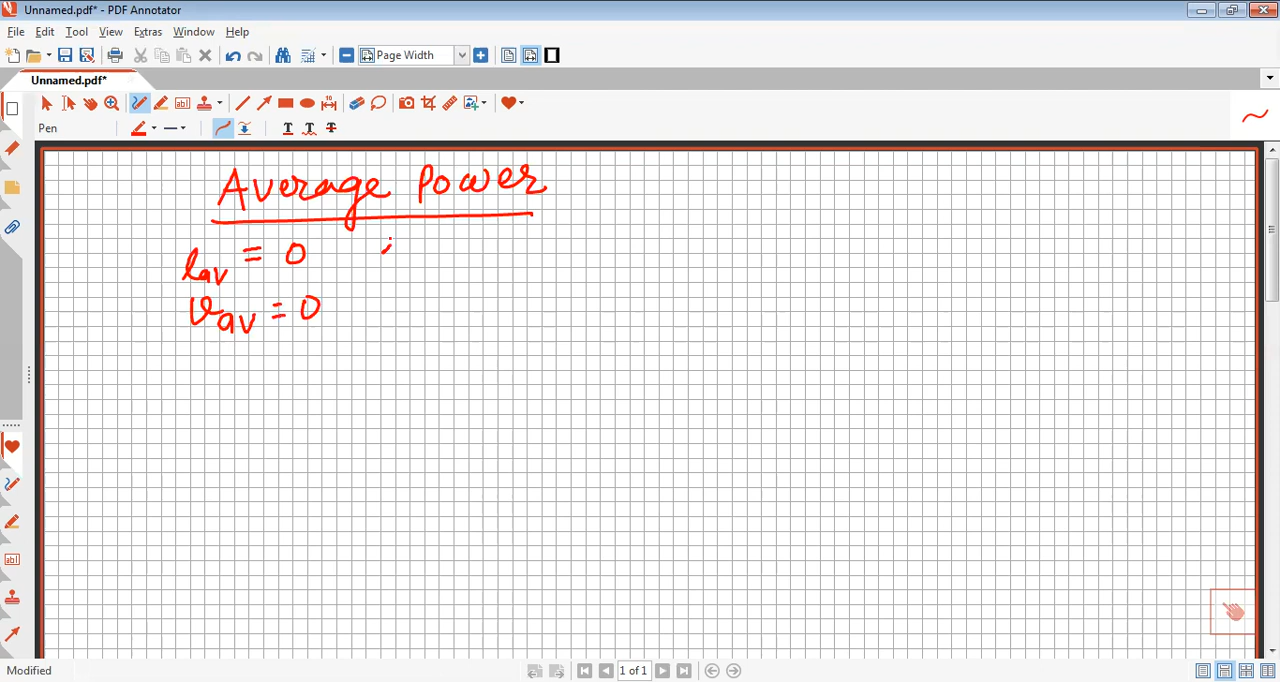 Unnamed.pdf* - PDF Annotator
File Edit Tool View Extras Window Help
Page Width
Unnamed.pdf*
Pen
Average Power
iav = 0
vav = 0
Modified
1 of 1